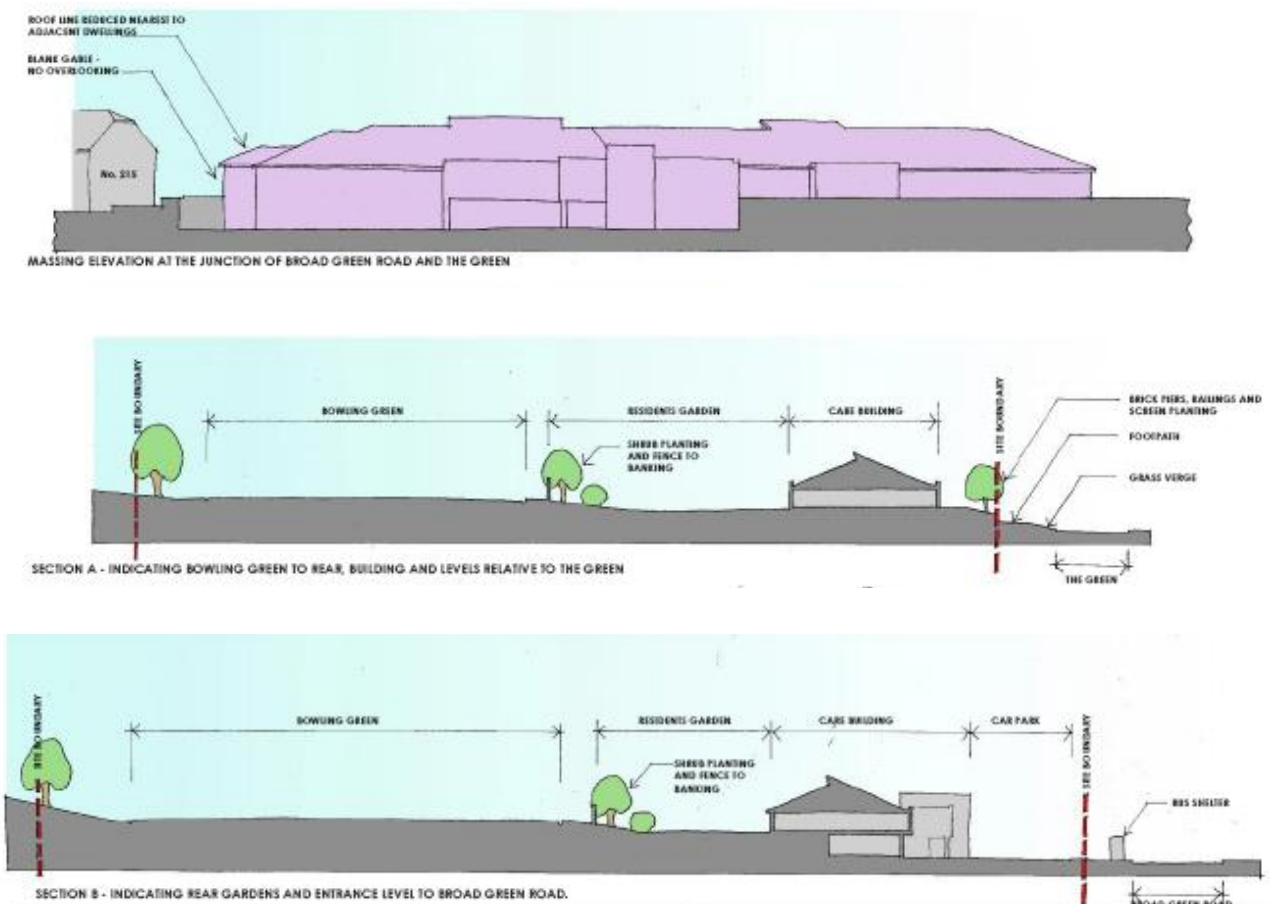 ROOF LINE REDUCED NEAREST TO
ADJACENT DWELLINGS
BLANK GABLE -
NO OVERLOOKING
No. 215
MASSING ELEVATION AT THE JUNCTION OF BROAD GREEN ROAD AND THE GREEN
SITE BOUNDARY
BOWLING GREEN
RESIDENTS GARDEN
CARE BUILDING
SITE BOUNDARY
SHRUB PLANTING
AND FENCE TO
BANKING
BRICK PIERS, RAILINGS AND
SCREEN PLANTING
FOOTPATH
GRASS VERGE
THE GREEN
SECTION A - INDICATING BOWLING GREEN TO REAR, BUILDING AND LEVELS RELATIVE TO THE GREEN
SITE BOUNDARY
BOWLING GREEN
RESIDENTS GARDEN
CARE BUILDING
CAR PARK
SITE BOUNDARY
SHRUB PLANTING
AND FENCE TO
BANKING
BUS SHELTER
BROAD GREEN ROAD
SECTION B - INDICATING REAR GARDENS AND ENTRANCE LEVEL TO BROAD GREEN ROAD.